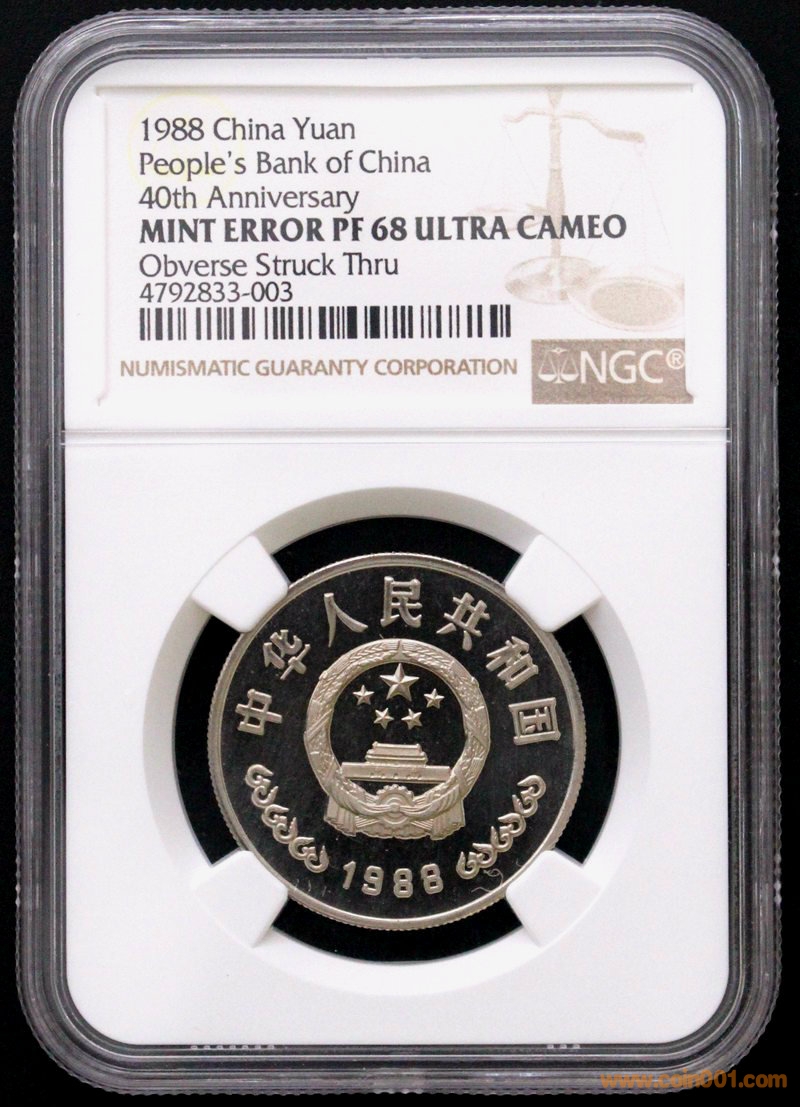 1988 China Yuan
People's Bank of China
40th Anniversary
MINT ERROR PF 68 ULTRA CAMEO
Obverse Struck Thru
4792833-003
NUMISMATIC GUARANTY CORPORATION
NGC®
中华人民共和国
1988
www.coin001.com